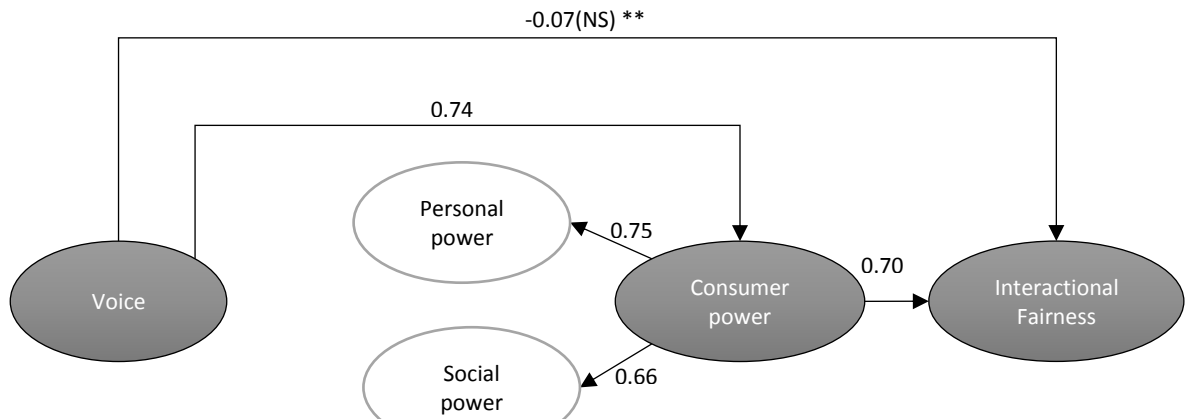 -0.07(NS) **
0.74
Personal
power
0.75
Voice
Consumer
power
0.70
Interactional
Fairness
Social
power
0.66